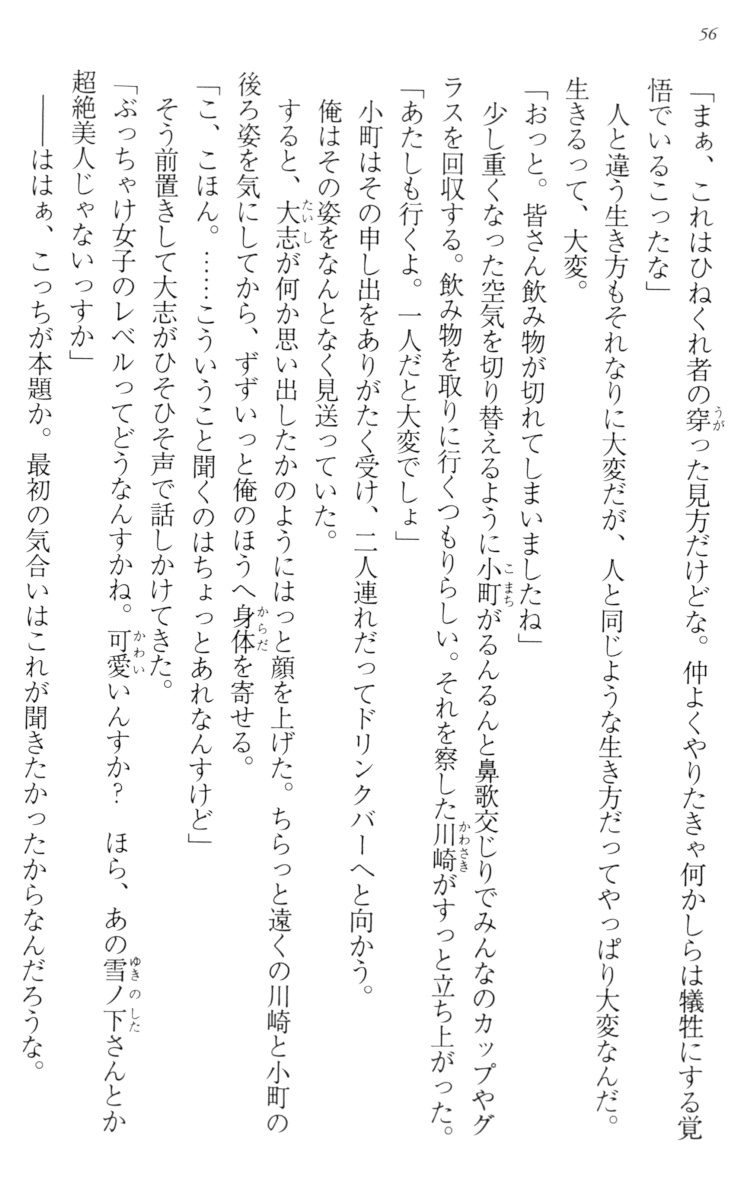 56
「まぁ、これはひねくれ者の穿った見方だけどな。仲よくやりたきゃ何かしらは犠牲にする覚
悟でいるこったな」
人と違う生き方もそれなりに大変だが、人と同じような生き方だってやっぱり大変なんだ。
生きるって、大変。
「おっと。皆さん飲み物が切れてしまいましたね」
少し重くなった空気を切り替えるように小町がるんるんと鼻歌交じりでみんなのカップやグ
ラスを回収する。飲み物を取りに行くつもりらしい。それを察した川崎がすっと立ち上がった。
「あたしも行くよ。一人だと大変でしょ」
小町はその申し出をありがたく受け、二人連れだってドリンクバーへと向かう。
俺はその姿をなんとなく見送っていた。
すると、大志が何か思い出したかのようにはっと顔を上げた。ちらっと遠くの川崎と小町の
後ろ姿を気にしてから、ずずいっと俺のほうへ身体を寄せる。
「こ、こほん。……こういうこと聞くのはちょっとあれなんすけど」
そう前置きして大志がひそひそ声で話しかけてきた。
「ぶっちゃけ女子のレベルってどうなんすかね。可愛いんすか？　ほら、あの雪ノ下さんとか
超絶美人じゃないっすか」
――ははぁ、こっちが本題か。最初の気合いはこれが聞きたかったからなんだろうな。